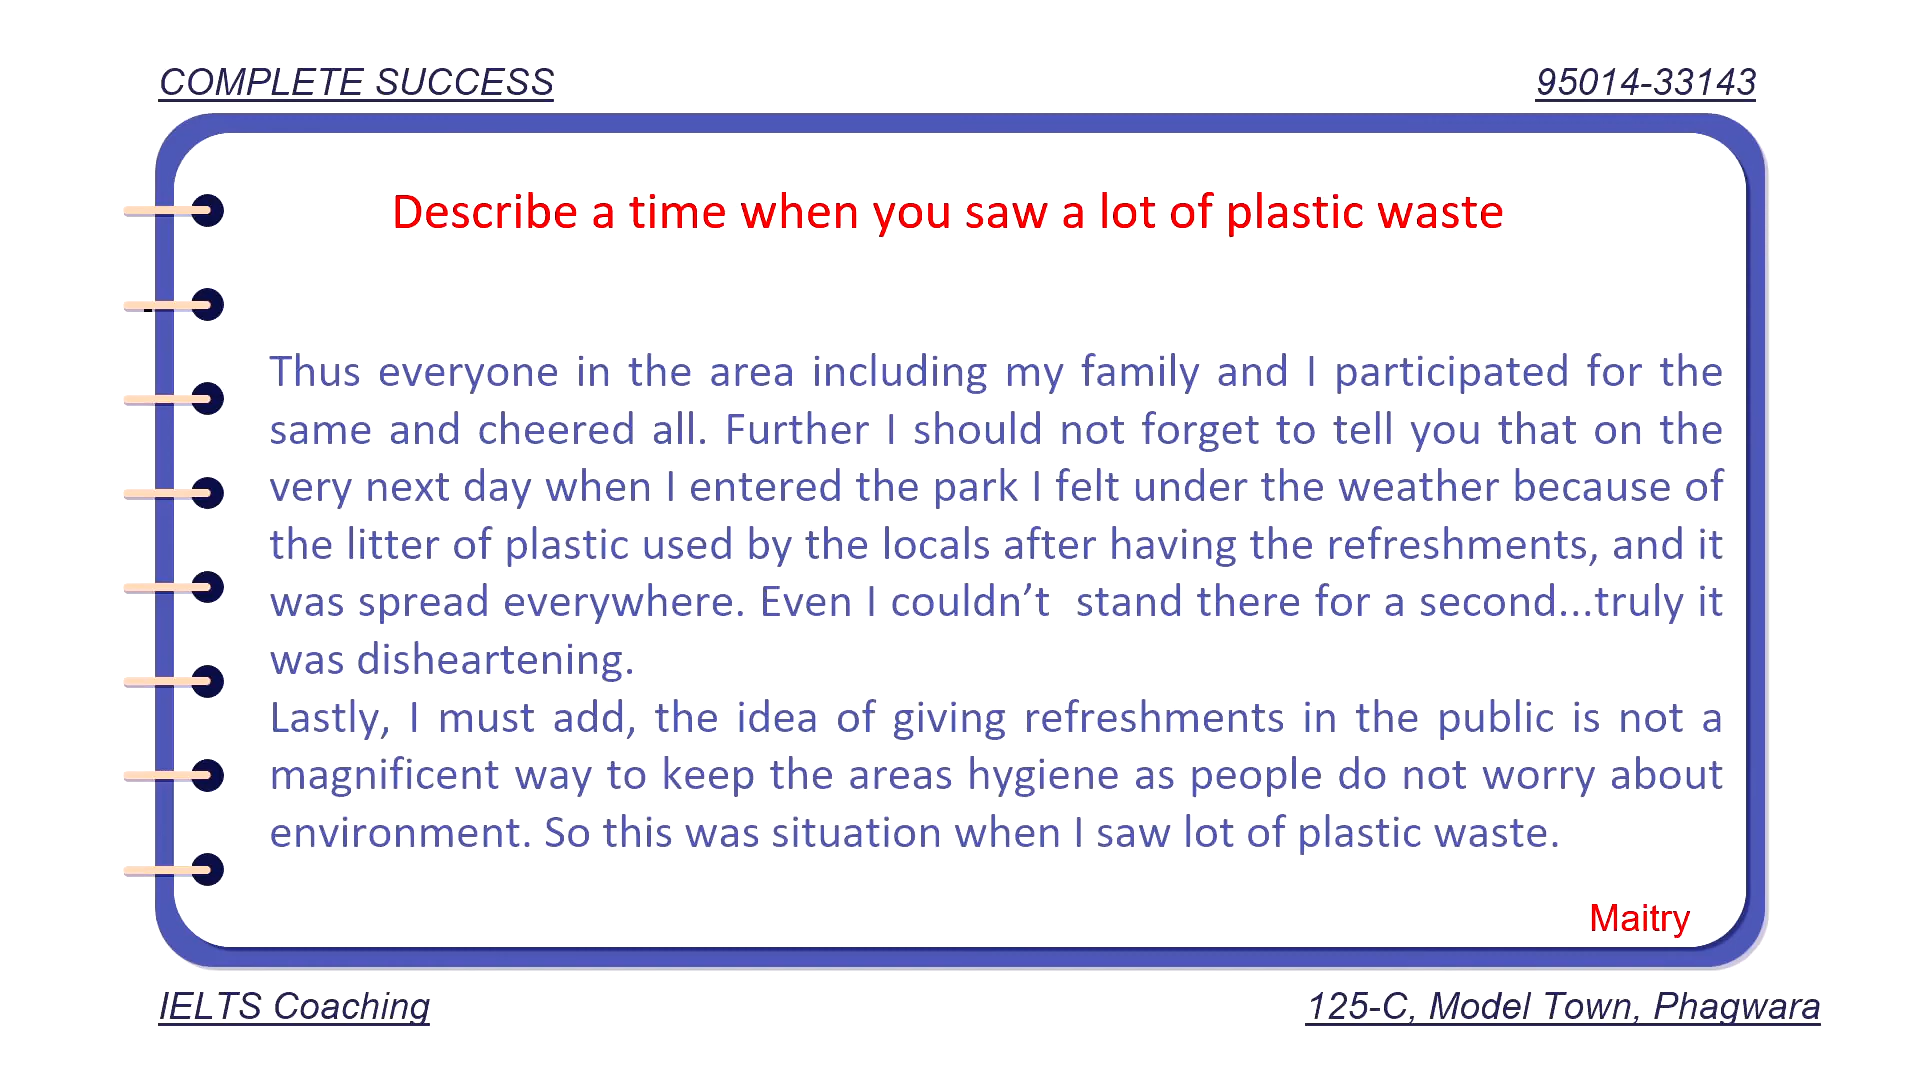 COMPLETE SUCCESS
95014-33143
Describe a time when you saw a lot of plastic waste
Thus everyone in the area including my family and I participated for the
same and cheered all. Further I should not forget to tell you that on the
very next day when I entered the park I felt under the weather because of
the litter of plastic used by the locals after having the refreshments, and it
was spread everywhere. Even I couldn’t  stand there for a second...truly it
was disheartening.
Lastly, I must add, the idea of giving refreshments in the public is not a
magnificent way to keep the areas hygiene as people do not worry about
environment. So this was situation when I saw lot of plastic waste.
Maitry
IELTS Coaching
125-C, Model Town, Phagwara